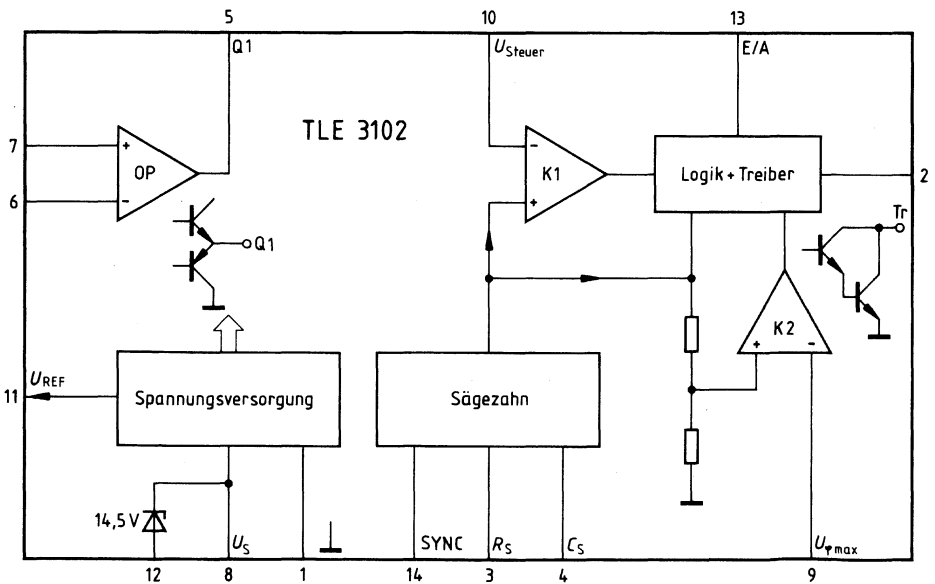 5
10
13
Q1
U_Steuer
E/A
TLE 3102
7
+
OP
6
-
-
K1
+
Logik + Treiber
2
Tr
Q1
K2
+
-
11
U_REF
Spannungsversorgung
Sägezahn
14,5 V
U_S
SYNC
R_S
C_S
U_φmax
12
8
1
14
3
4
9